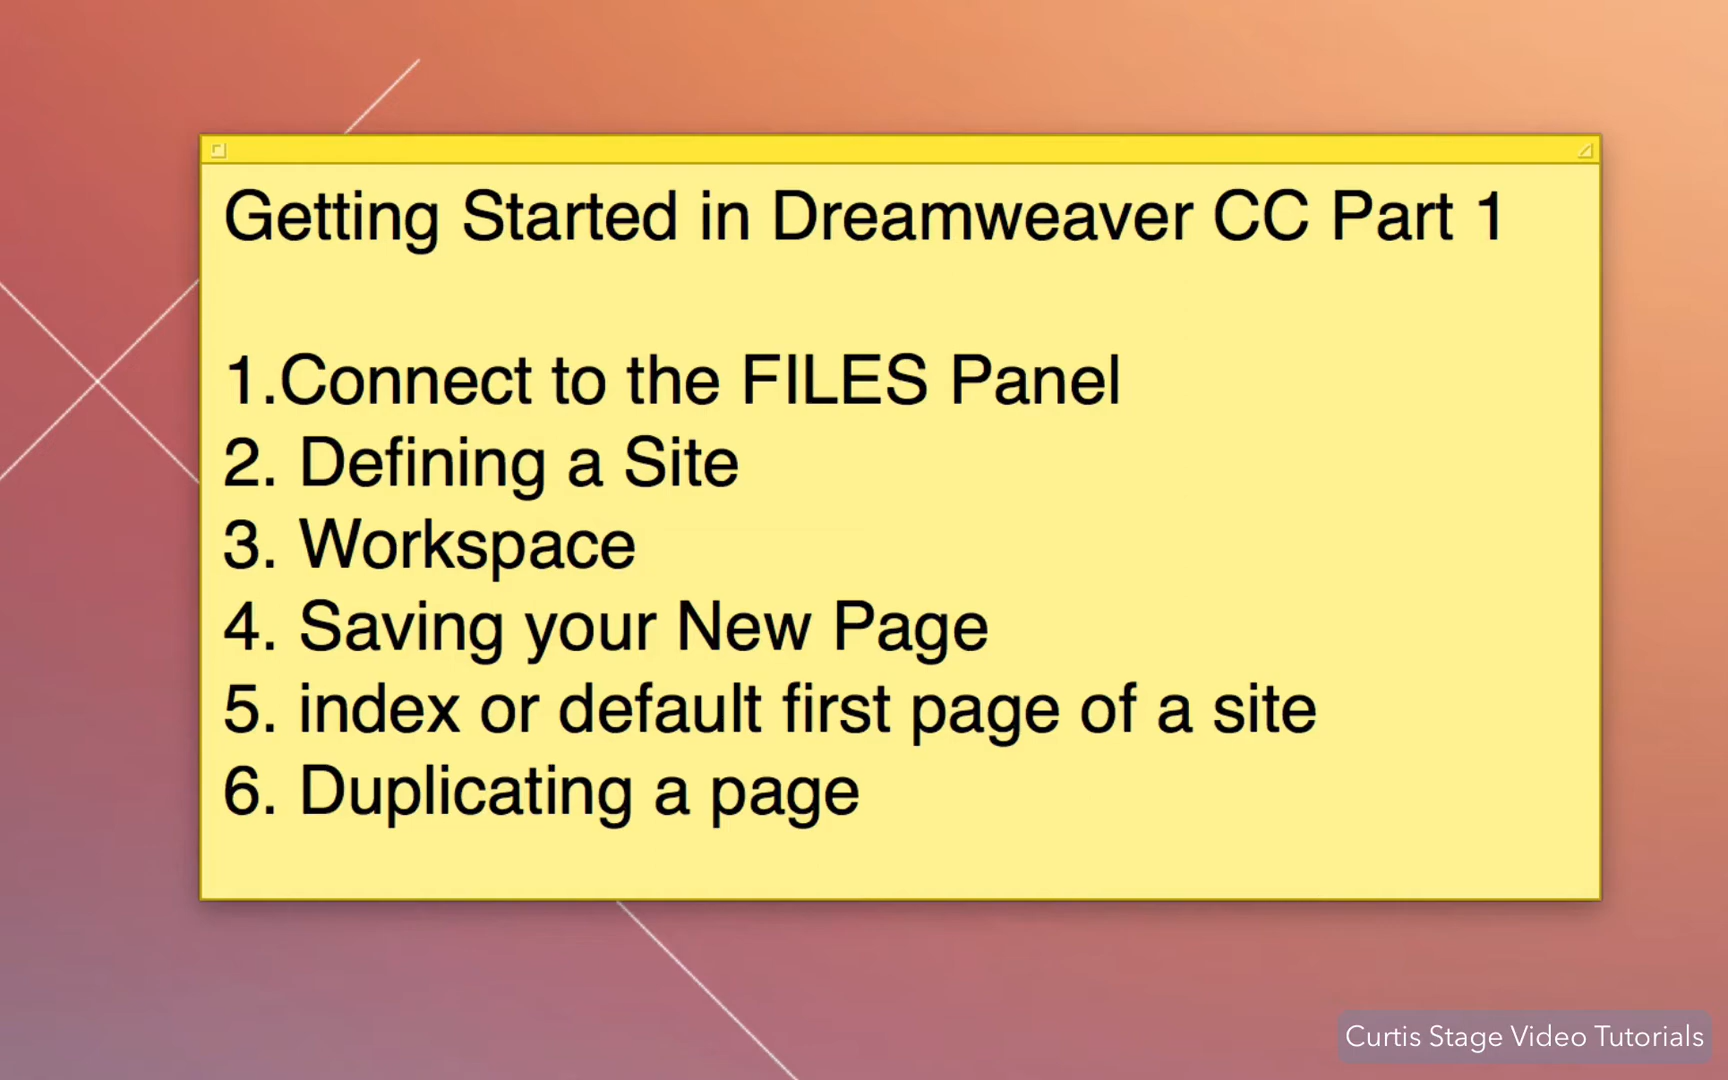 Getting Started in Dreamweaver CC Part 1
1.Connect to the FILES Panel
2. Defining a Site
3. Workspace
4. Saving your New Page
5. index or default first page of a site
6. Duplicating a page
Curtis Stage Video Tutorials